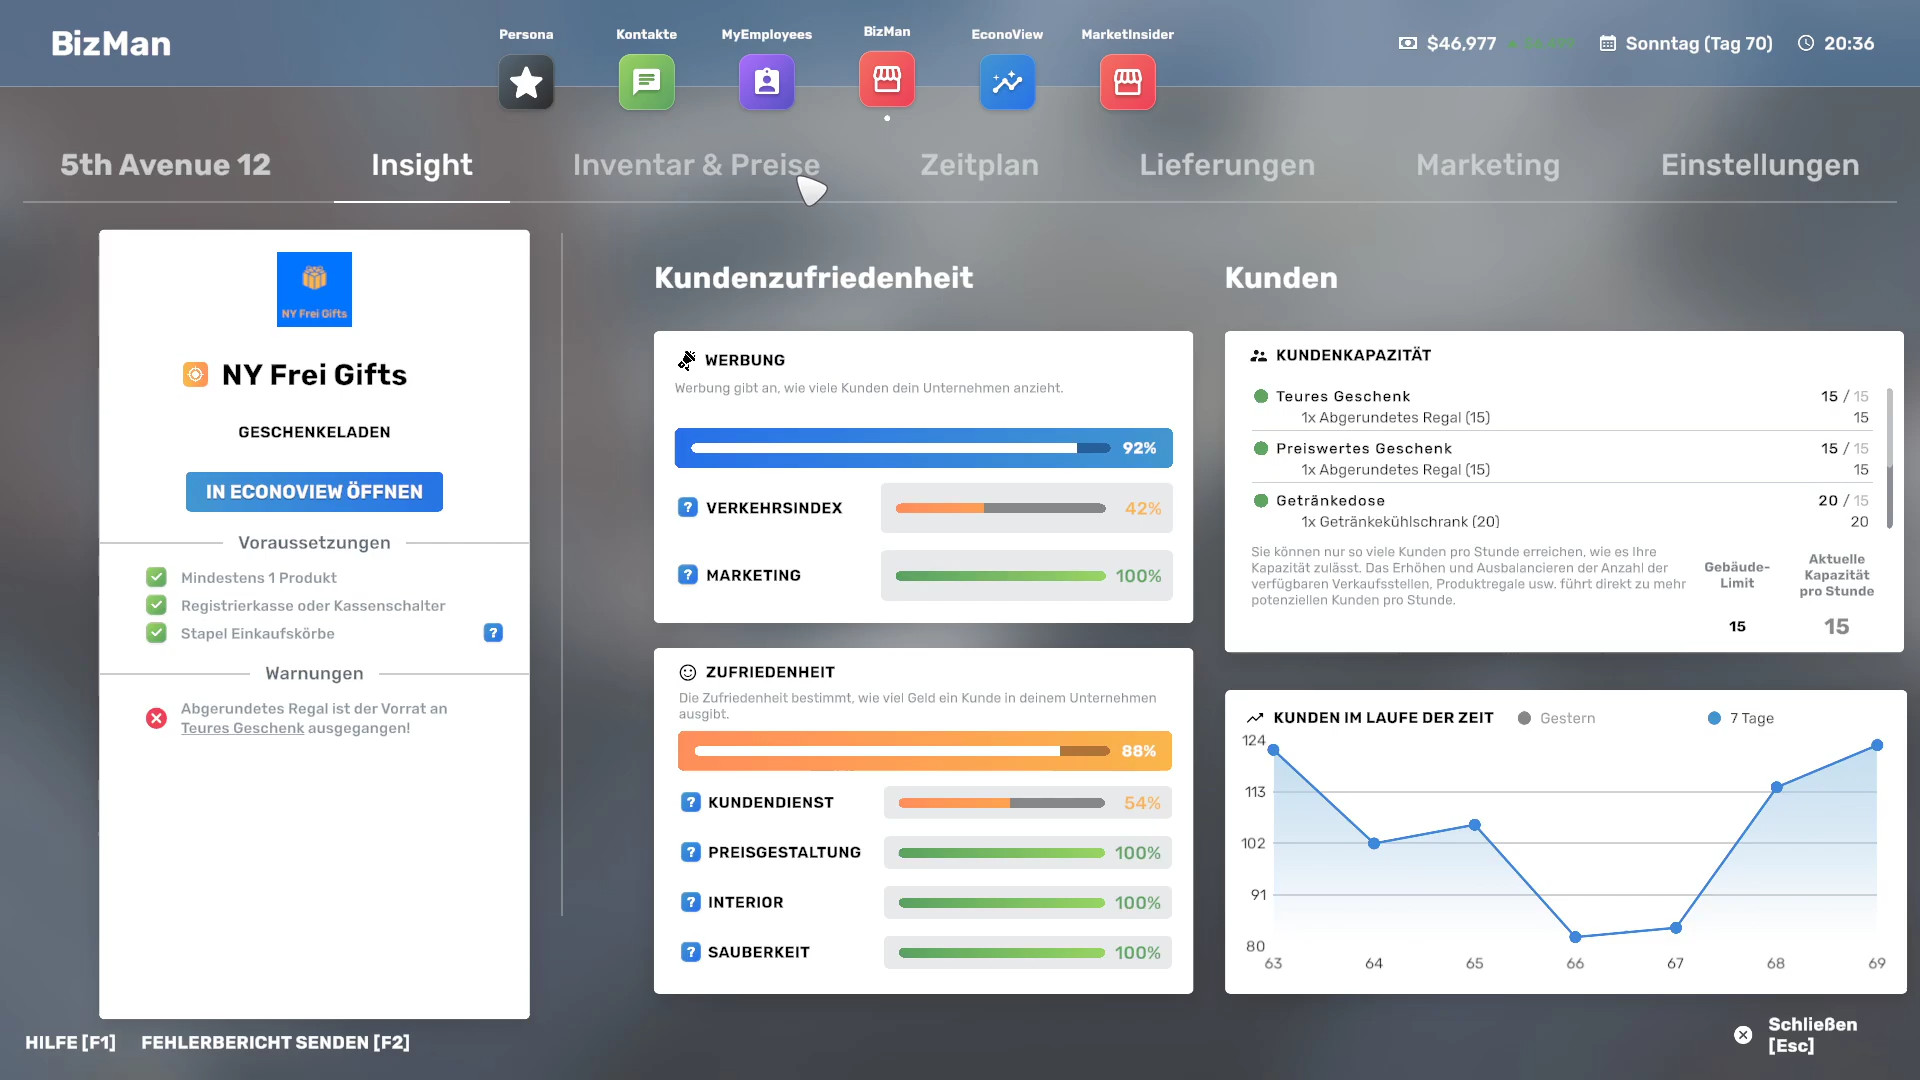 BizMan
Persona
Kontakte
MyEmployees
BizMan
EconoView
MarketInsider
$46,977
Sonntag (Tag 70)
20:36
5th Avenue 12
Insight
Inventar & Preise
Zeitplan
Lieferungen
Marketing
Einstellungen
NY Frei Gifts
NY Frei Gifts
GESCHENKELADEN
IN ECONOVIEW ÖFFNEN
Voraussetzungen
Mindestens 1 Produkt
Registrierkasse oder Kassenschalter
Stapel Einkaufskörbe
?
Warnungen
Abgerundetes Regal ist der Vorrat an
Teures Geschenk ausgegangen!
Kundenzufriedenheit
WERBUNG
Werbung gibt an, wie viele Kunden dein Unternehmen anzieht.
92%
? VERKEHRSINDEX 42%
? MARKETING 100%
ZUFRIEDENHEIT
Die Zufriedenheit bestimmt, wie viel Geld ein Kunde in deinem Unternehmen
ausgibt.
88%
? KUNDENDIENST 54%
? PREISGESTALTUNG 100%
? INTERIOR 100%
? SAUBERKEIT 100%
Kunden
KUNDENKAPAZITÄT
Teures Geschenk 15 / 15
1x Abgerundetes Regal (15) 15
Preiswertes Geschenk 15 / 15
1x Abgerundetes Regal (15) 15
Getränkedose 20 / 15
1x Getränkekühlschrank (20) 20
Sie können nur so viele Kunden pro Stunde erreichen, wie es Ihre
Kapazität zulässt. Das Erhöhen und Ausbalancieren der Anzahl der
verfügbaren Verkaufsstellen, Produktregale usw. führt direkt zu mehr
potenziellen Kunden pro Stunde.
Gebäude-
Limit
15
Aktuelle
Kapazität
pro Stunde
15
KUNDEN IM LAUFE DER ZEIT
Gestern
7 Tage
124
113
102
91
80
63 64 65 66 67 68 69
HILFE [F1]
FEHLERBERICHT SENDEN [F2]
Schließen
[Esc]